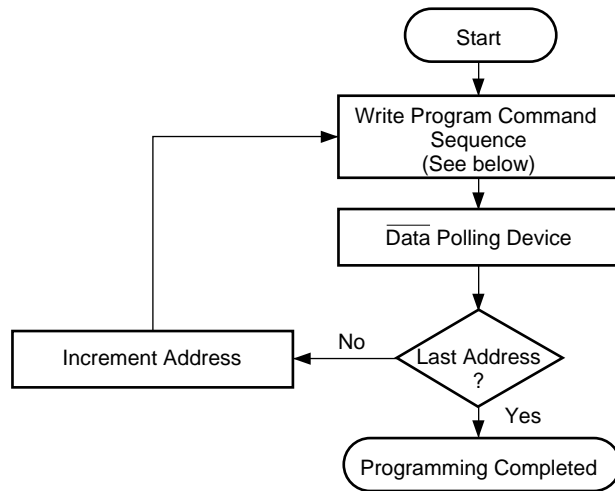 Start
Write Program Command
Sequence
(See below)
Data Polling Device
No
Increment Address
Last Address
?
Yes
Programming Completed